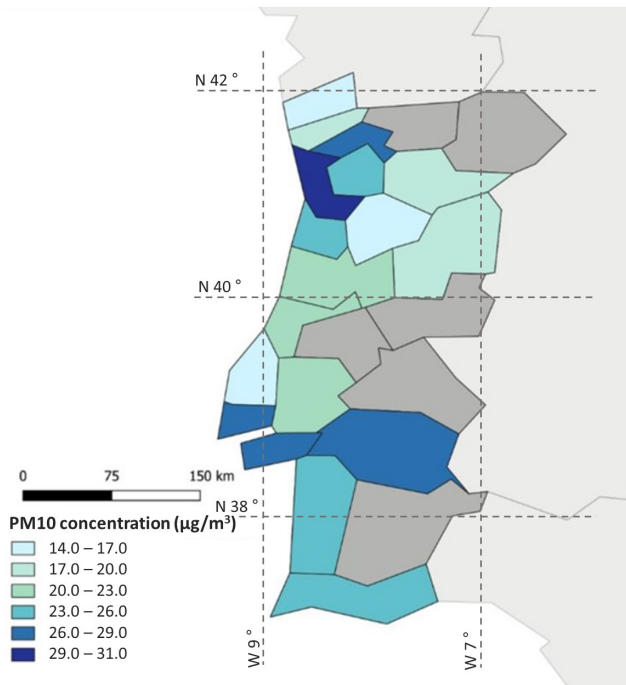 N 42 °
N 40 °
0 75 150 km
N 38 °
PM10 concentration (µg/m³)
14.0 – 17.0
17.0 – 20.0
20.0 – 23.0
23.0 – 26.0
26.0 – 29.0
29.0 – 31.0
W 9 °
W 7 °